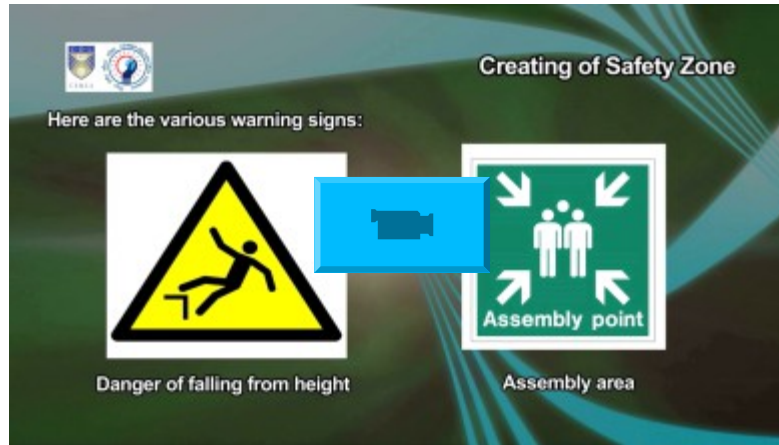 Creating of Safety Zone
Here are the various warning signs:
Assembly point
Danger of falling from height
Assembly area